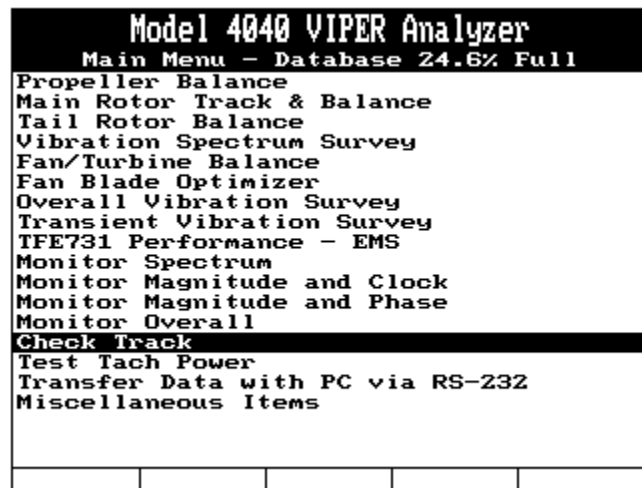 Model 4040 VIPER Analyzer
Main Menu - Database 24.6% Full
Propeller Balance
Main Rotor Track & Balance
Tail Rotor Balance
Vibration Spectrum Survey
Fan/Turbine Balance
Fan Blade Optimizer
Overall Vibration Survey
Transient Vibration Survey
TFE731 Performance - EMS
Monitor Spectrum
Monitor Magnitude and Clock
Monitor Magnitude and Phase
Monitor Overall
Check Track
Test Tach Power
Transfer Data with PC via RS-232
Miscellaneous Items